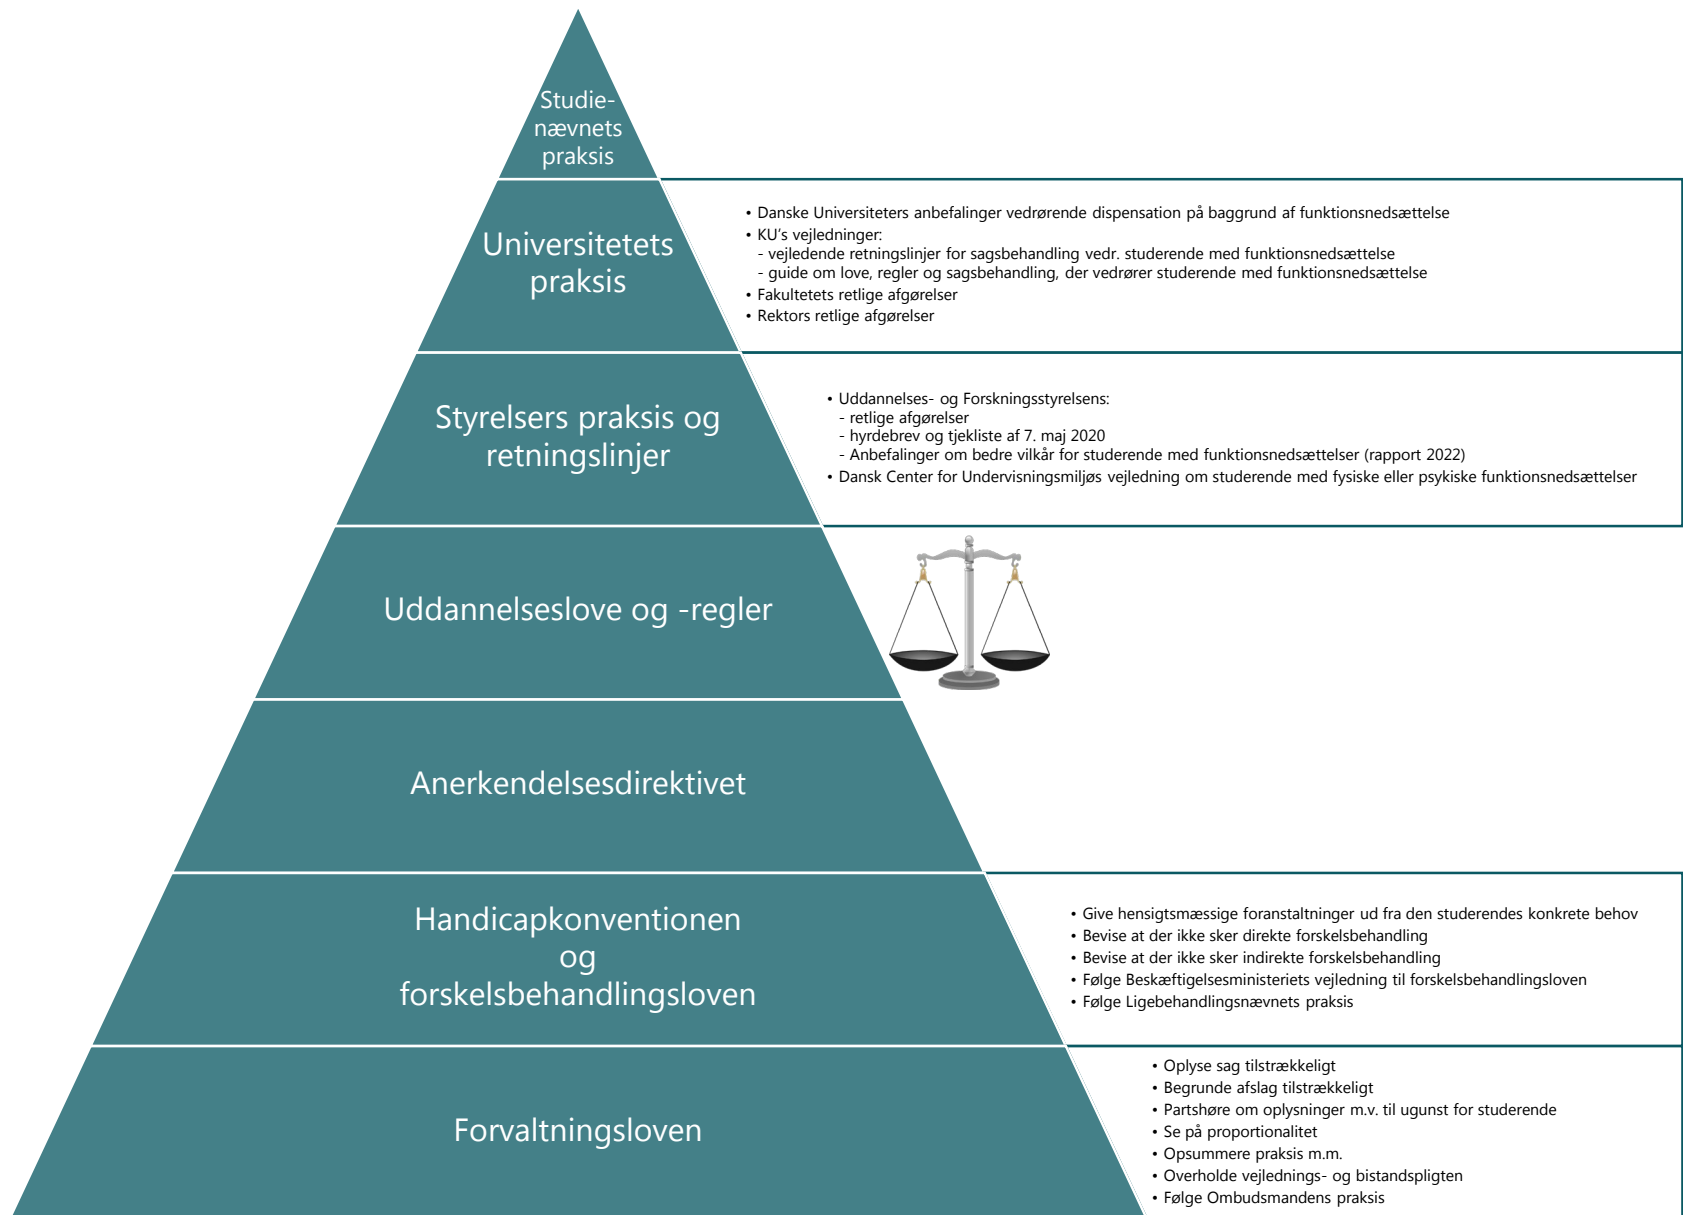 Studie-
nævnets
praksis
Universitetets
praksis
• Danske Universiteters anbefalinger vedrørende dispensation på baggrund af funktionsnedsættelse
• KU's vejledninger:
- vejledende retningslinjer for sagsbehandling vedr. studerende med funktionsnedsættelse
- guide om love, regler og sagsbehandling, der vedrører studerende med funktionsnedsættelse
• Fakultetets retlige afgørelser
• Rektors retlige afgørelser
Styrelsers praksis og
retningslinjer
• Uddannelses- og Forskningsstyrelsens:
- retlige afgørelser
- hyrdebrev og tjekliste af 7. maj 2020
- Anbefalinger om bedre vilkår for studerende med funktionsnedsættelser (rapport 2022)
• Dansk Center for Undervisningsmiljøs vejledning om studerende med fysiske eller psykiske funktionsnedsættelser
Uddannelseslove og -regler
Anerkendelsesdirektivet
Handicapkonventionen
og
forskelsbehandlingsloven
• Give hensigtsmæssige foranstaltninger ud fra den studerendes konkrete behov
• Bevise at der ikke sker direkte forskelsbehandling
• Bevise at der ikke sker indirekte forskelsbehandling
• Følge Beskæftigelsesministeriets vejledning til forskelsbehandlingsloven
• Følge Ligebehandlingsnævnets praksis
Forvaltningsloven
• Oplyse sag tilstrækkeligt
• Begrunde afslag tilstrækkeligt
• Partshøre om oplysninger m.v. til ugunst for studerende
• Se på proportionalitet
• Opsummere praksis m.m.
• Overholde vejlednings- og bistandspligten
• Følge Ombudsmandens praksis